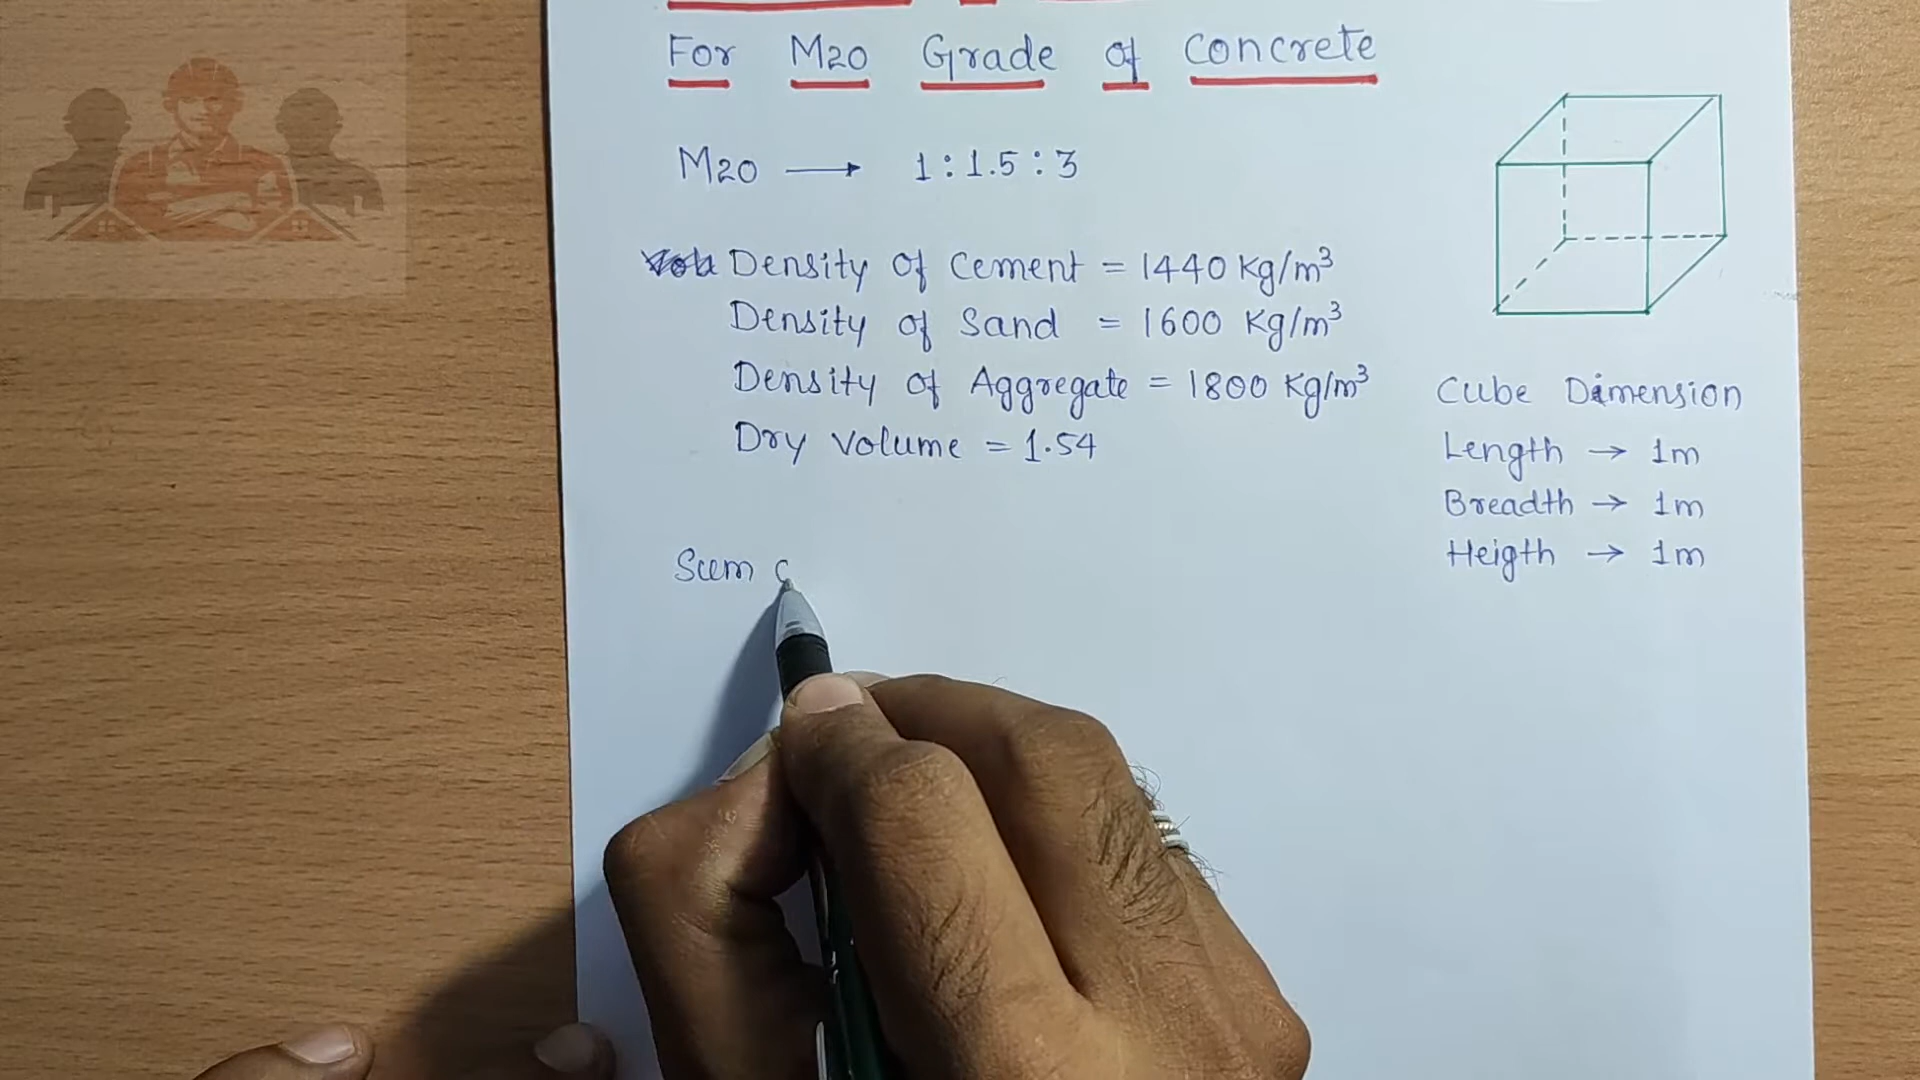 For M20 Grade of Concrete
M20 → 1:1.5:3
Density of Cement = 1440 Kg/m³
Density of Sand = 1600 Kg/m³
Density of Aggregate = 1800 Kg/m³
Dry Volume = 1.54
Sum
Cube Dimension
Length → 1m
Breadth → 1m
Heigth → 1m